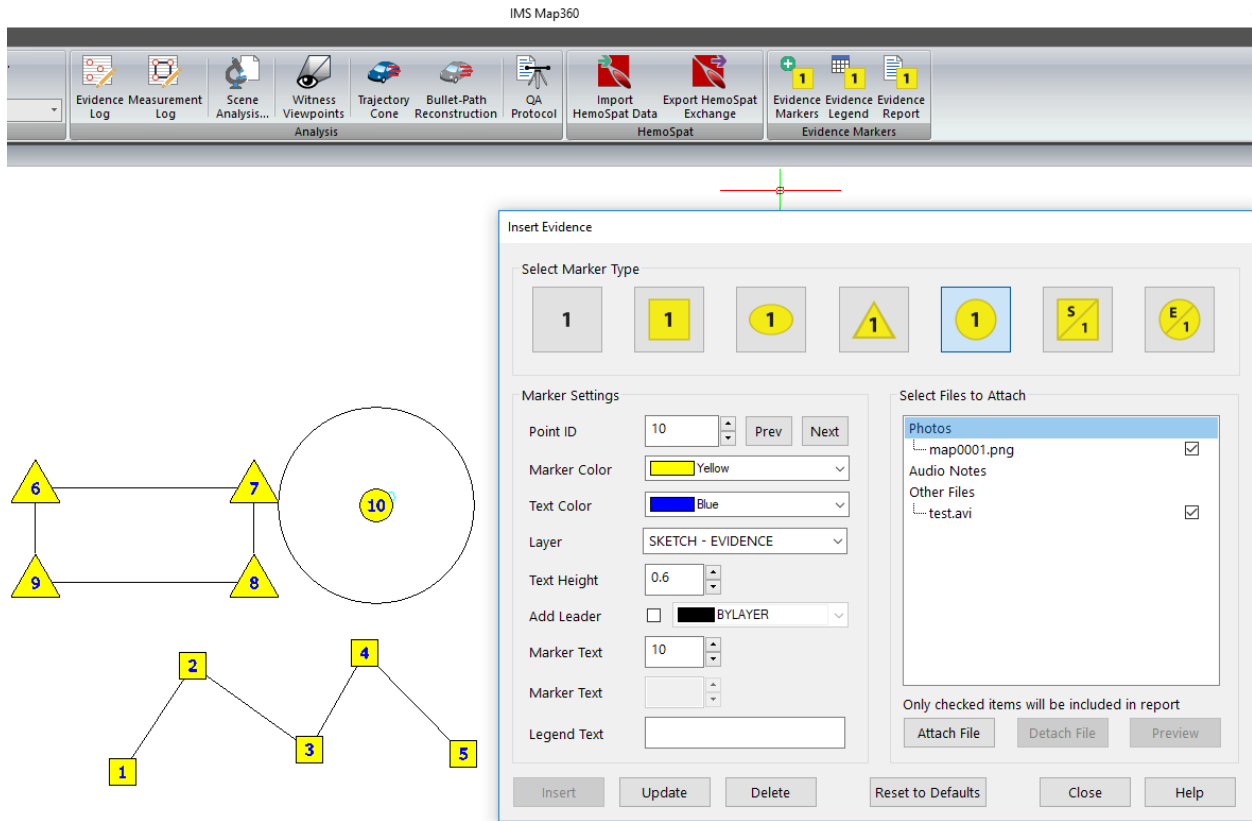 IMS Map360
Evidence Log
Measurement Log
Scene Analysis...
Witness Viewpoints
Trajectory Cone
Bullet-Path Reconstruction
QA Protocol
Import HemoSpat Data
Export HemoSpat Exchange
1
Evidence Markers
1
Evidence Legend
1
Evidence Report
Analysis
HemoSpat
Evidence Markers
Insert Evidence
Select Marker Type
1
1
1
1
1
S 1
E 1
Marker Settings
Point ID 10 Prev Next
Marker Color Yellow
Text Color Blue
Layer SKETCH - EVIDENCE
Text Height 0.6
Add Leader BYLAYER
Marker Text 10
Marker Text
Legend Text
Select Files to Attach
Photos
map0001.png
Audio Notes
Other Files
test.avi
Only checked items will be included in report
Attach File Detach File Preview
Insert Update Delete Reset to Defaults Close Help
6 7
10
9 8
2 4
1 3 5